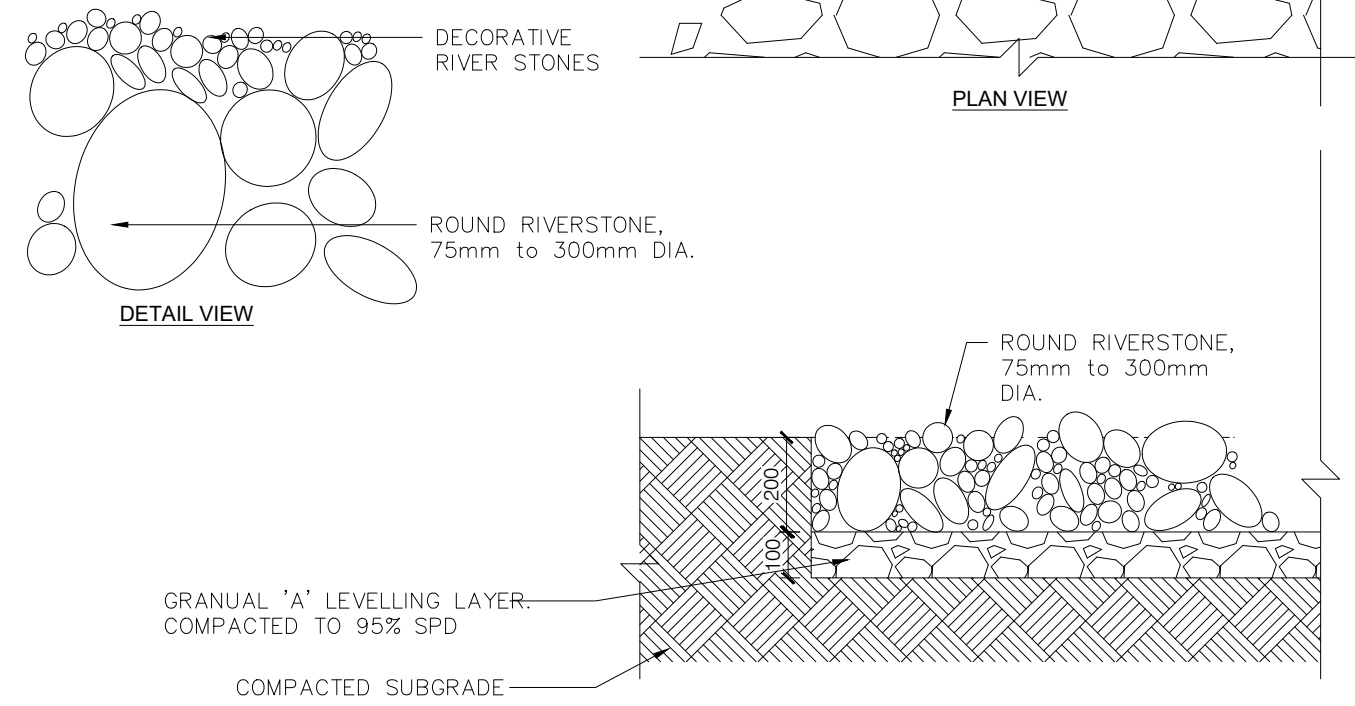 DECORATIVE
RIVER STONES
PLAN VIEW
ROUND RIVERSTONE,
75mm to 300mm DIA.
DETAIL VIEW
ROUND RIVERSTONE,
75mm to 300mm
DIA.
200
100
GRANUAL 'A' LEVELLING LAYER.
COMPACTED TO 95% SPD
COMPACTED SUBGRADE